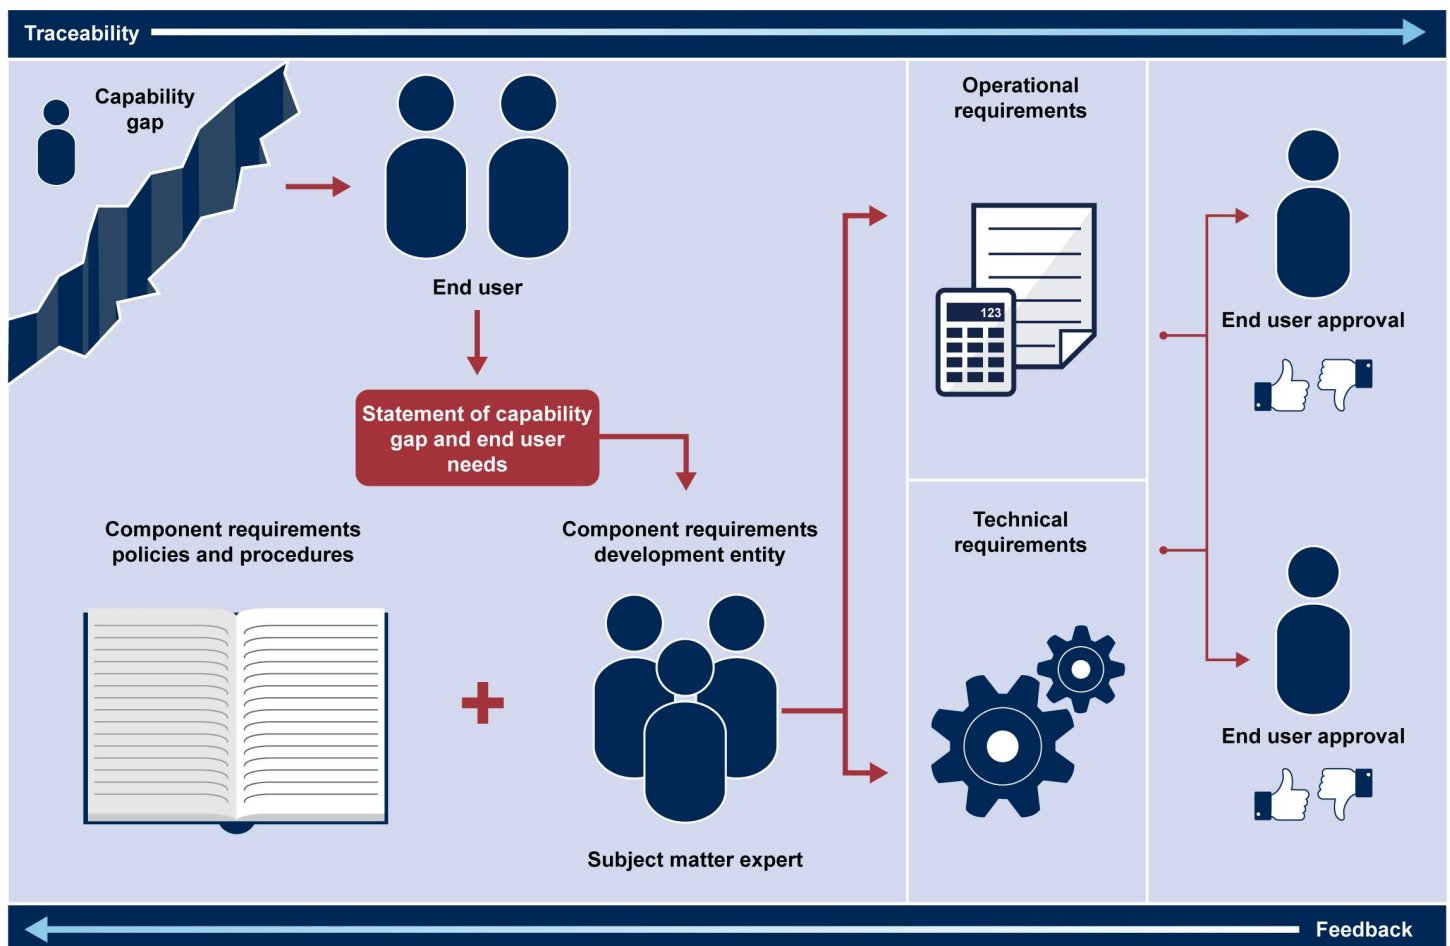 Traceability
Capability
gap
End user
Statement of capability
gap and end user
needs
Component requirements
policies and procedures
Component requirements
development entity
Subject matter expert
Operational
requirements
123
Technical
requirements
End user approval
End user approval
Feedback